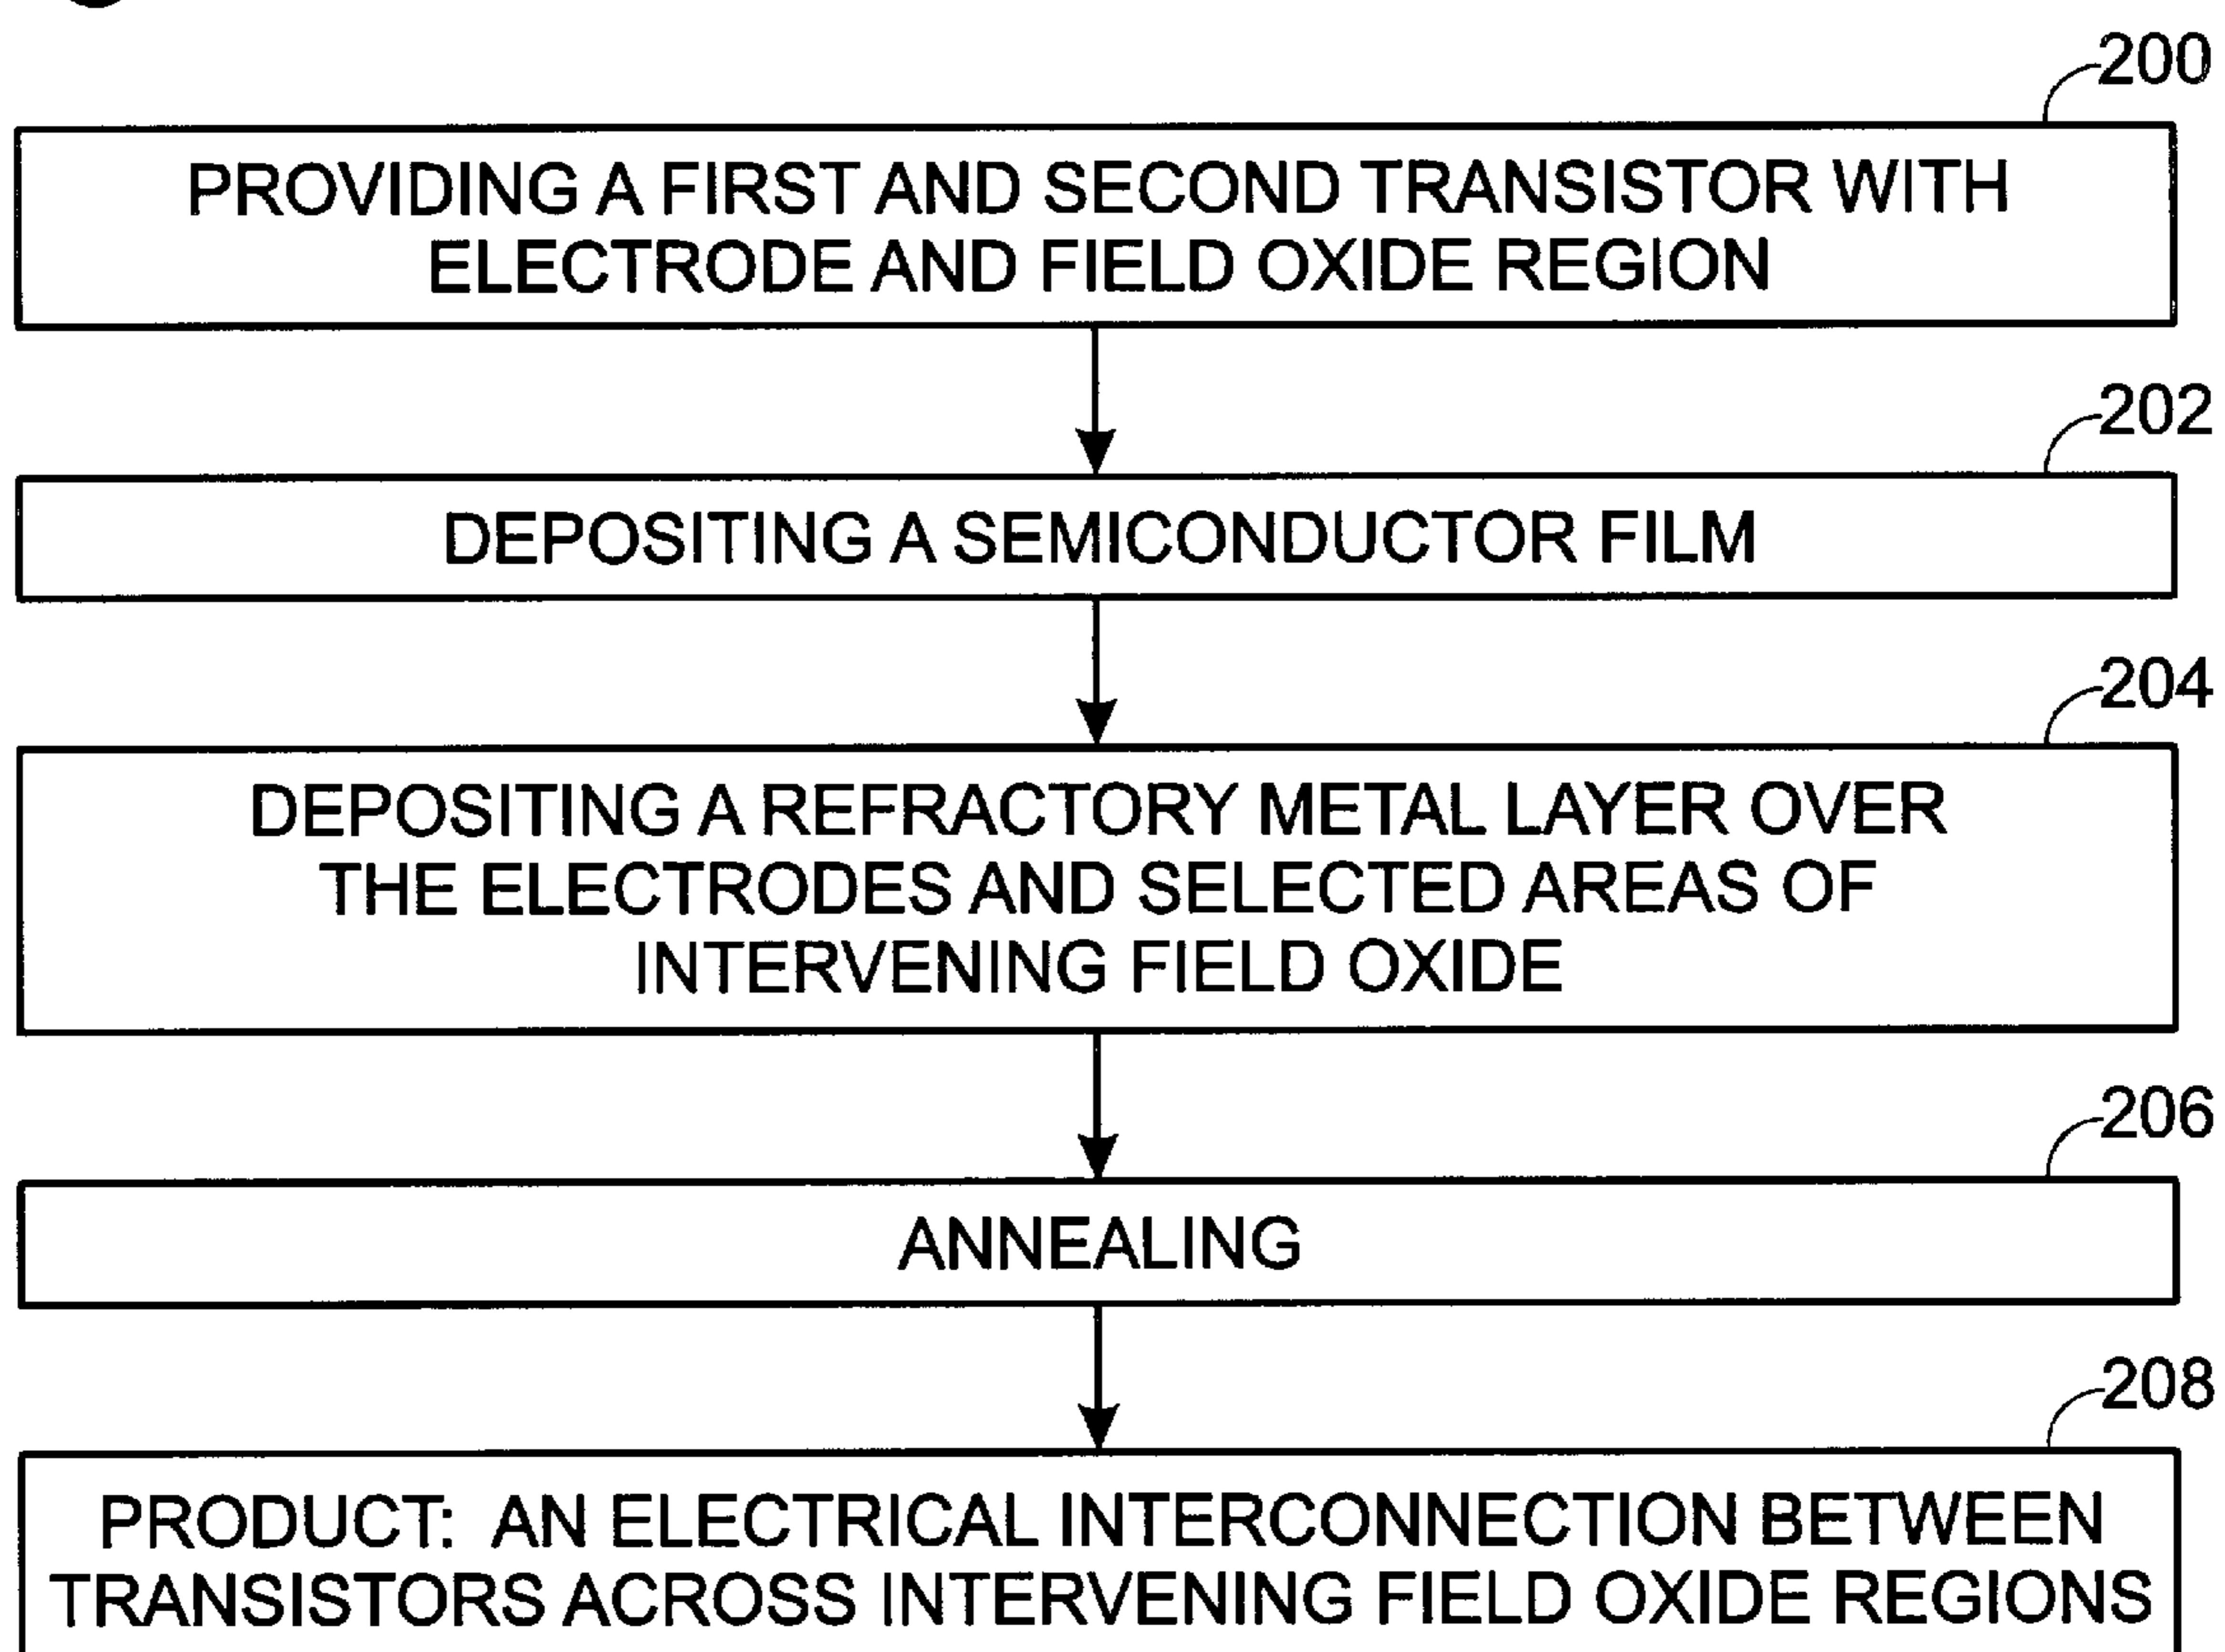 200
PROVIDING A FIRST AND SECOND TRANSISTOR WITH
ELECTRODE AND FIELD OXIDE REGION
202
DEPOSITING A SEMICONDUCTOR FILM
204
DEPOSITING A REFRACTORY METAL LAYER OVER
THE ELECTRODES AND SELECTED AREAS OF
INTERVENING FIELD OXIDE
206
ANNEALING
208
PRODUCT: AN ELECTRICAL INTERCONNECTION BETWEEN
TRANSISTORS ACROSS INTERVENING FIELD OXIDE REGIONS